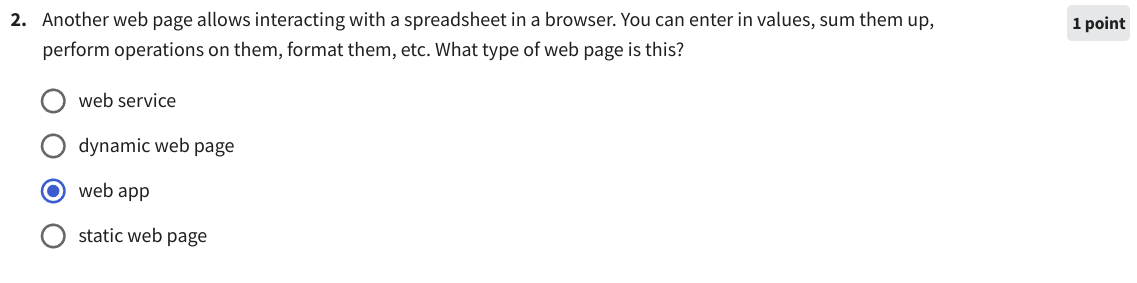 2. Another web page allows interacting with a spreadsheet in a browser. You can enter in values, sum them up, 1 point
perform operations on them, format them, etc. What type of web page is this?
web service
dynamic web page
web app
static web page